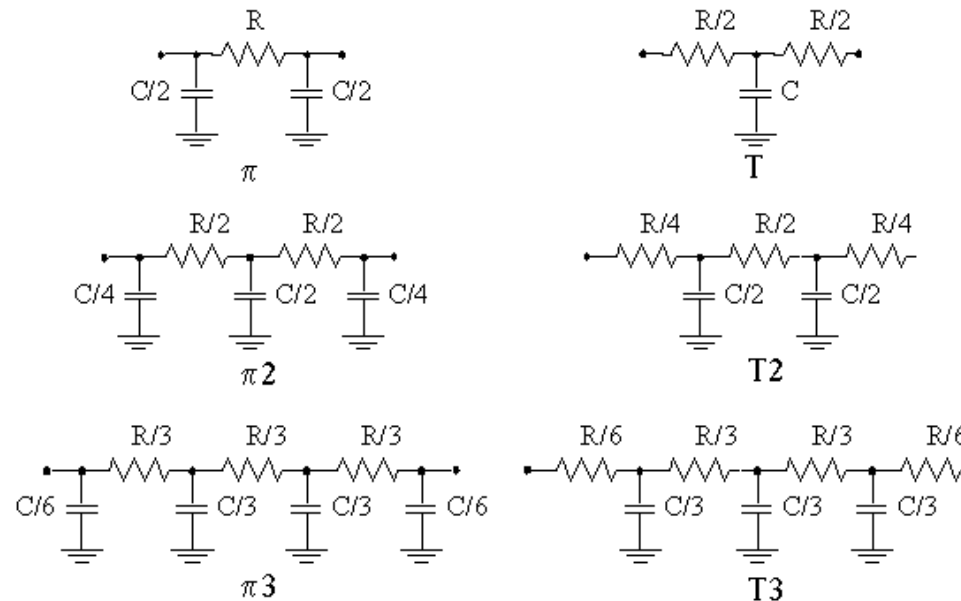 R
R/2 R/2
C/2 C/2
C
π
T
R/2 R/2
R/4 R/2 R/4
C/4 C/2 C/4
C/2 C/2
π2
T2
R/3 R/3 R/3
R/6 R/3 R/3 R/6
C/6 C/3 C/3 C/6
C/3 C/3 C/3
π3
T3